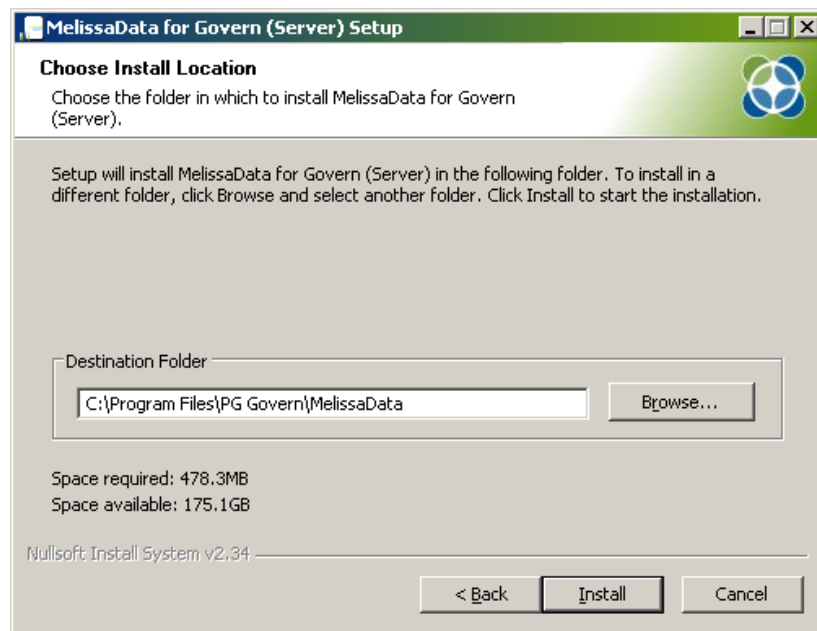 MelissaData for Govern (Server) Setup
Choose Install Location
Choose the folder in which to install MelissaData for Govern
(Server).
Setup will install MelissaData for Govern (Server) in the following folder. To install in a
different folder, click Browse and select another folder. Click Install to start the installation.
Destination Folder
C:\Program Files\PG Govern\MelissaData
Browse...
Space required: 478.3MB
Space available: 175.1GB
Nullsoft Install System v2.34
< Back
Install
Cancel